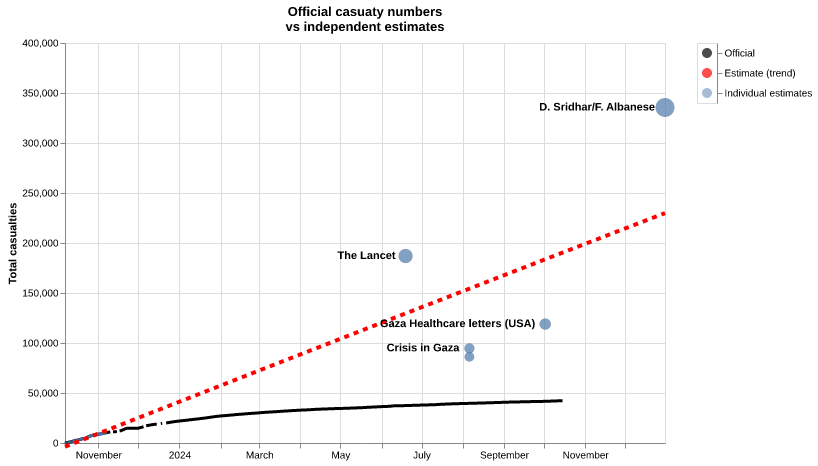 Official casuaty numbers
vs independent estimates
400,000
350,000
300,000
250,000
200,000
150,000
100,000
50,000
0
Total casualties
November
2024
March
May
July
September
November
D. Sridhar/F. Albanese
The Lancet
Gaza Healthcare letters (USA)
Crisis in Gaza
Official
Estimate (trend)
Individual estimates